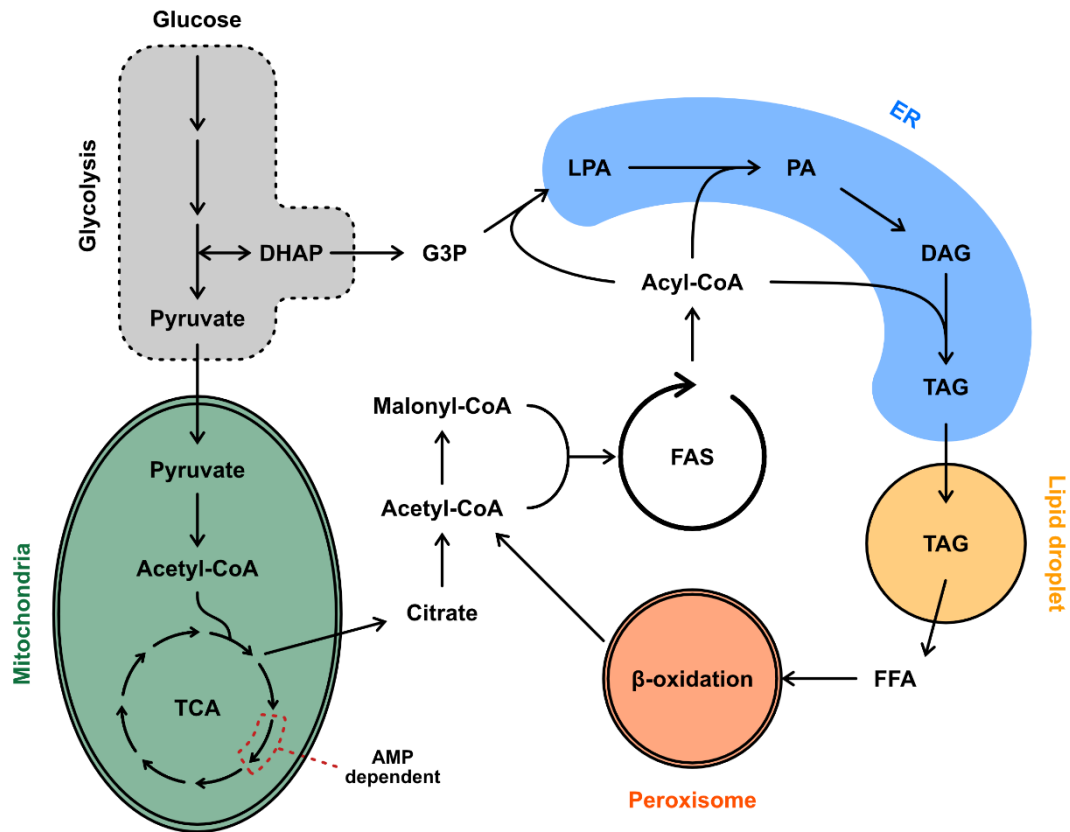 Glucose
Glycolysis
DHAP
Pyruvate
G3P
ER
LPA
PA
DAG
Acyl-CoA
TAG
Mitochondria
Pyruvate
Acetyl-CoA
TCA
AMP
dependent
Malonyl-CoA
Acetyl-CoA
Citrate
FAS
Lipid droplet
TAG
FFA
β-oxidation
Peroxisome